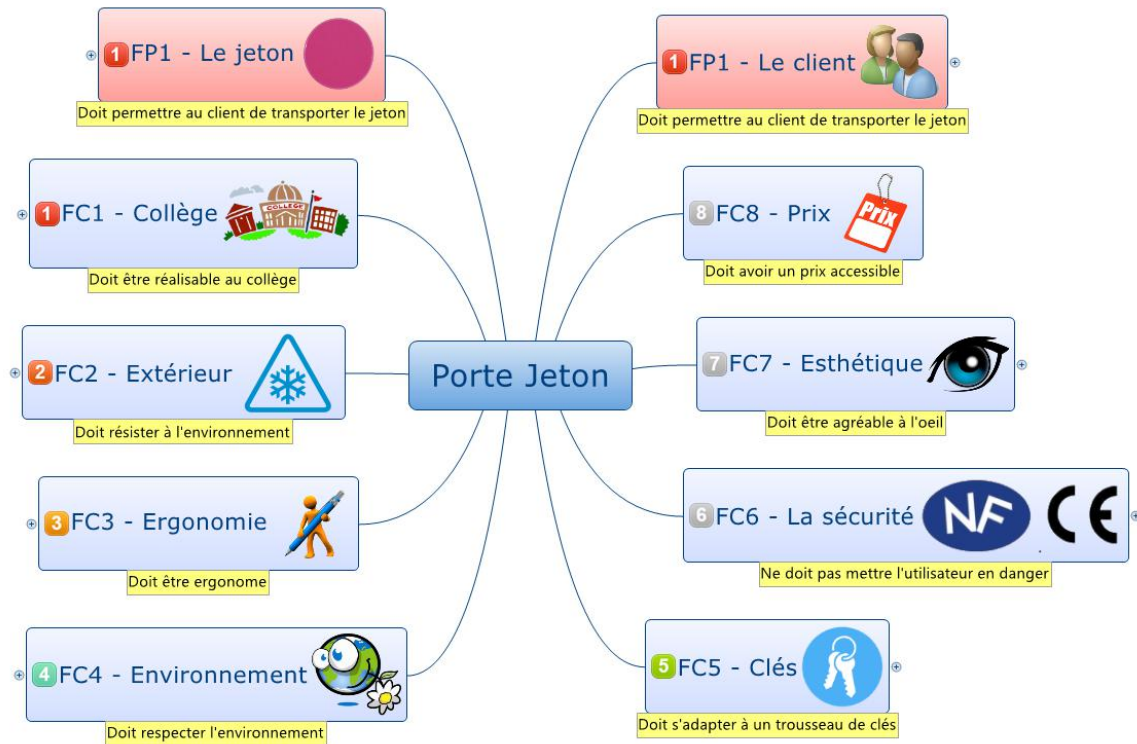 1 FP1 - Le jeton
Doit permettre au client de transporter le jeton
1 FC1 - Collège
COLLEGE
Doit être réalisable au collège
2 FC2 - Extérieur
Doit résister à l'environnement
3 FC3 - Ergonomie
Doit être ergonome
4 FC4 - Environnement
Doit respecter l'environnement
Porte Jeton
1 FP1 - Le client
Doit permettre au client de transporter le jeton
8 FC8 - Prix
Prix
Doit avoir un prix accessible
7 FC7 - Esthétique
Doit être agréable à l'oeil
6 FC6 - La sécurité
NF CE
Ne doit pas mettre l'utilisateur en danger
5 FC5 - Clés
Doit s'adapter à un trousseau de clés